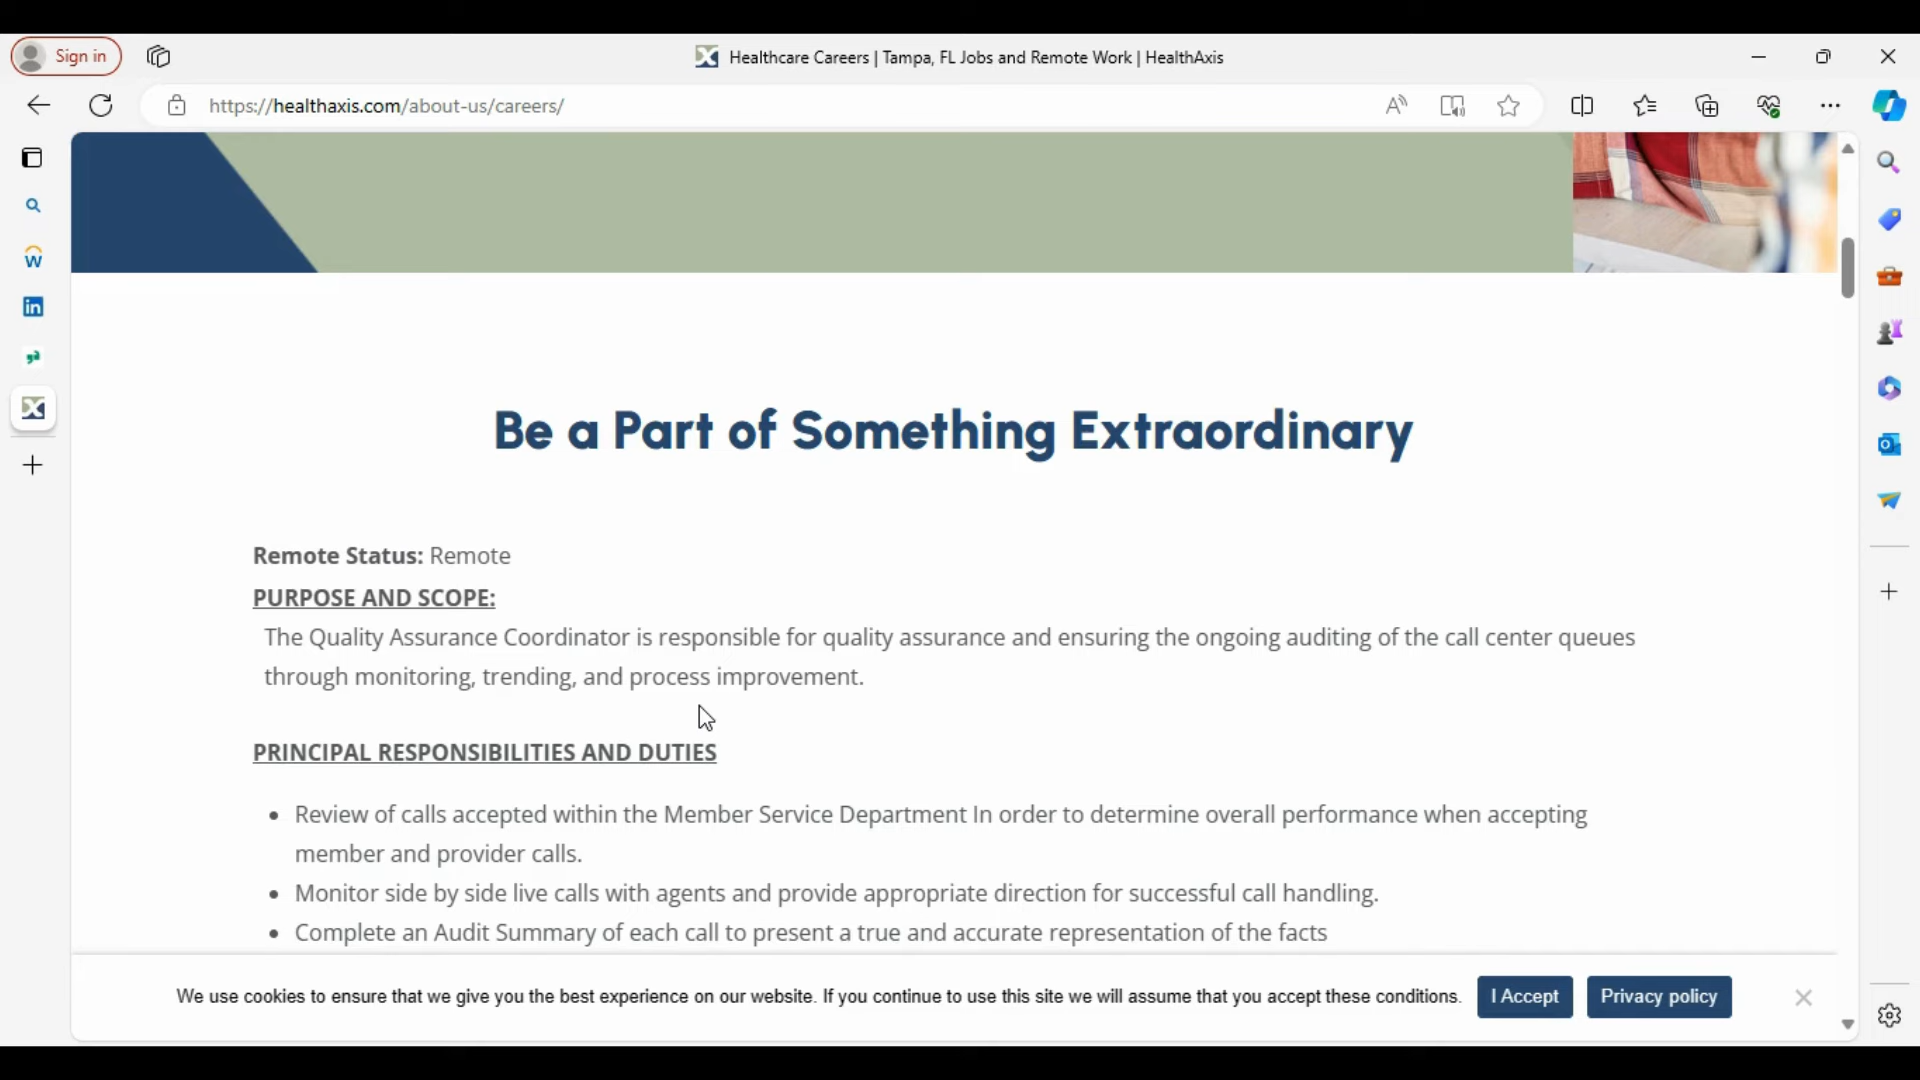 Sign in
Healthcare Careers | Tampa, FL Jobs and Remote Work | HealthAxis
https://healthaxis.com/about-us/careers/
Be a Part of Something Extraordinary
Remote Status: Remote
PURPOSE AND SCOPE:
The Quality Assurance Coordinator is responsible for quality assurance and ensuring the ongoing auditing of the call center queues
through monitoring, trending, and process improvement.
PRINCIPAL RESPONSIBILITIES AND DUTIES
• Review of calls accepted within the Member Service Department In order to determine overall performance when accepting
member and provider calls.
• Monitor side by side live calls with agents and provide appropriate direction for successful call handling.
• Complete an Audit Summary of each call to present a true and accurate representation of the facts
We use cookies to ensure that we give you the best experience on our website. If you continue to use this site we will assume that you accept these conditions. I Accept Privacy policy